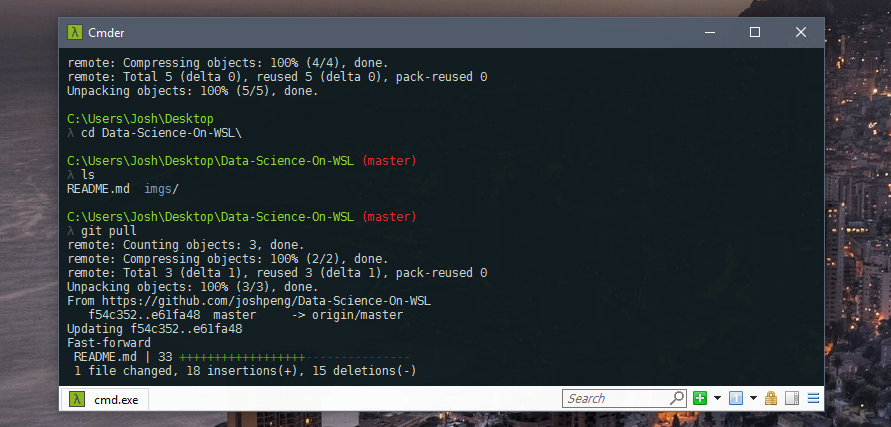 Cmder
remote: Compressing objects: 100% (4/4), done.
remote: Total 5 (delta 0), reused 5 (delta 0), pack-reused 0
Unpacking objects: 100% (5/5), done.
C:\Users\Josh\Desktop
λ cd Data-Science-On-WSL\
C:\Users\Josh\Desktop\Data-Science-On-WSL (master)
λ ls
README.md  imgs/
C:\Users\Josh\Desktop\Data-Science-On-WSL (master)
λ git pull
remote: Counting objects: 3, done.
remote: Compressing objects: 100% (2/2), done.
remote: Total 3 (delta 1), reused 3 (delta 1), pack-reused 0
Unpacking objects: 100% (3/3), done.
From https://github.com/joshpeng/Data-Science-On-WSL
   f54c352..e61fa48  master     -> origin/master
Updating f54c352..e61fa48
Fast-forward
 README.md | 33 ++++++++++++++++++---------------
 1 file changed, 18 insertions(+), 15 deletions(-)
λ cmd.exe
Search